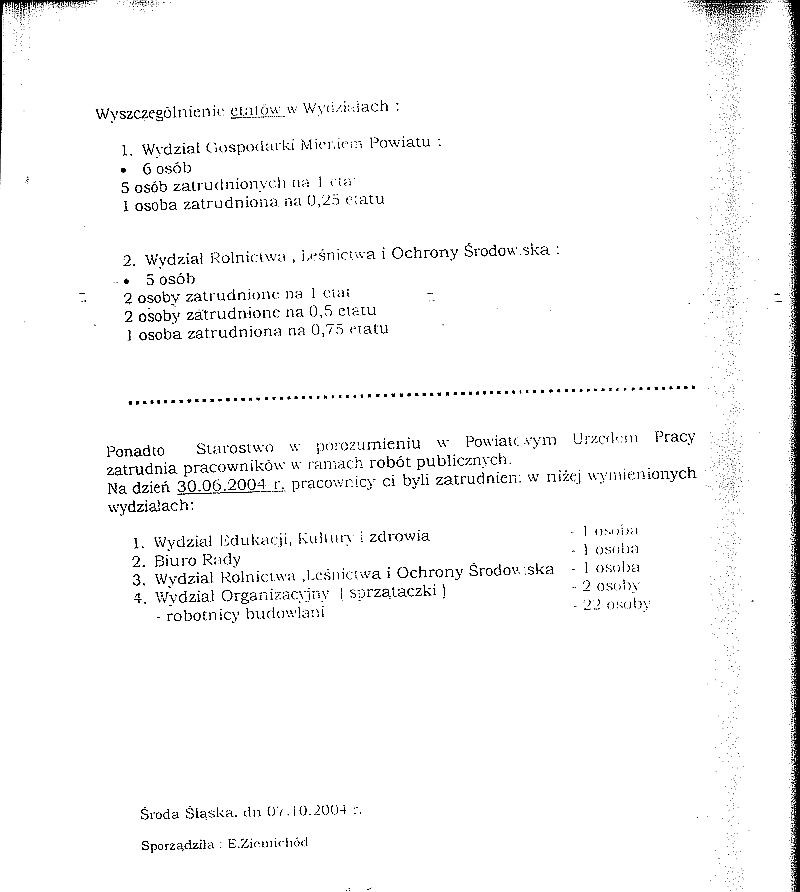 Wyszczególnienie etatów w Wydziałach :
1. Wydział Gospodarki Mieniem Powiatu :
• 6 osób
5 osób zatrudnionych na 1 etat
1 osoba zatrudniona na 0,25 etatu
2. Wydział Rolnictwa , Leśnictwa i Ochrony Środowiska :
• 5 osób
2 osoby zatrudnione na 1 etat
2 osoby zatrudnione na 0,5 etatu
1 osoba zatrudniona na 0,75 etatu
Ponadto Starostwo w porozumieniu w Powiatowym Urzędem Pracy
zatrudnia pracowników w ramach robót publicznych.
Na dzień 30.06.2004 r. pracownicy ci byli zatrudnieni w niżej wymienionych
wydziałach:
1. Wydział Edukacji, Kultury i zdrowia - 1 osoba
2. Biuro Rady - 1 osoba
3. Wydział Rolnictwa ,Leśnictwa i Ochrony Środowiska - 1 osoba
4. Wydział Organizacyjny ( sprzątaczki ) - 2 osoby
- robotnicy budowlani - 22 osoby
Środa Śląska, dn 07.10.2004 r.
Sporządziła : E.Ziemichód